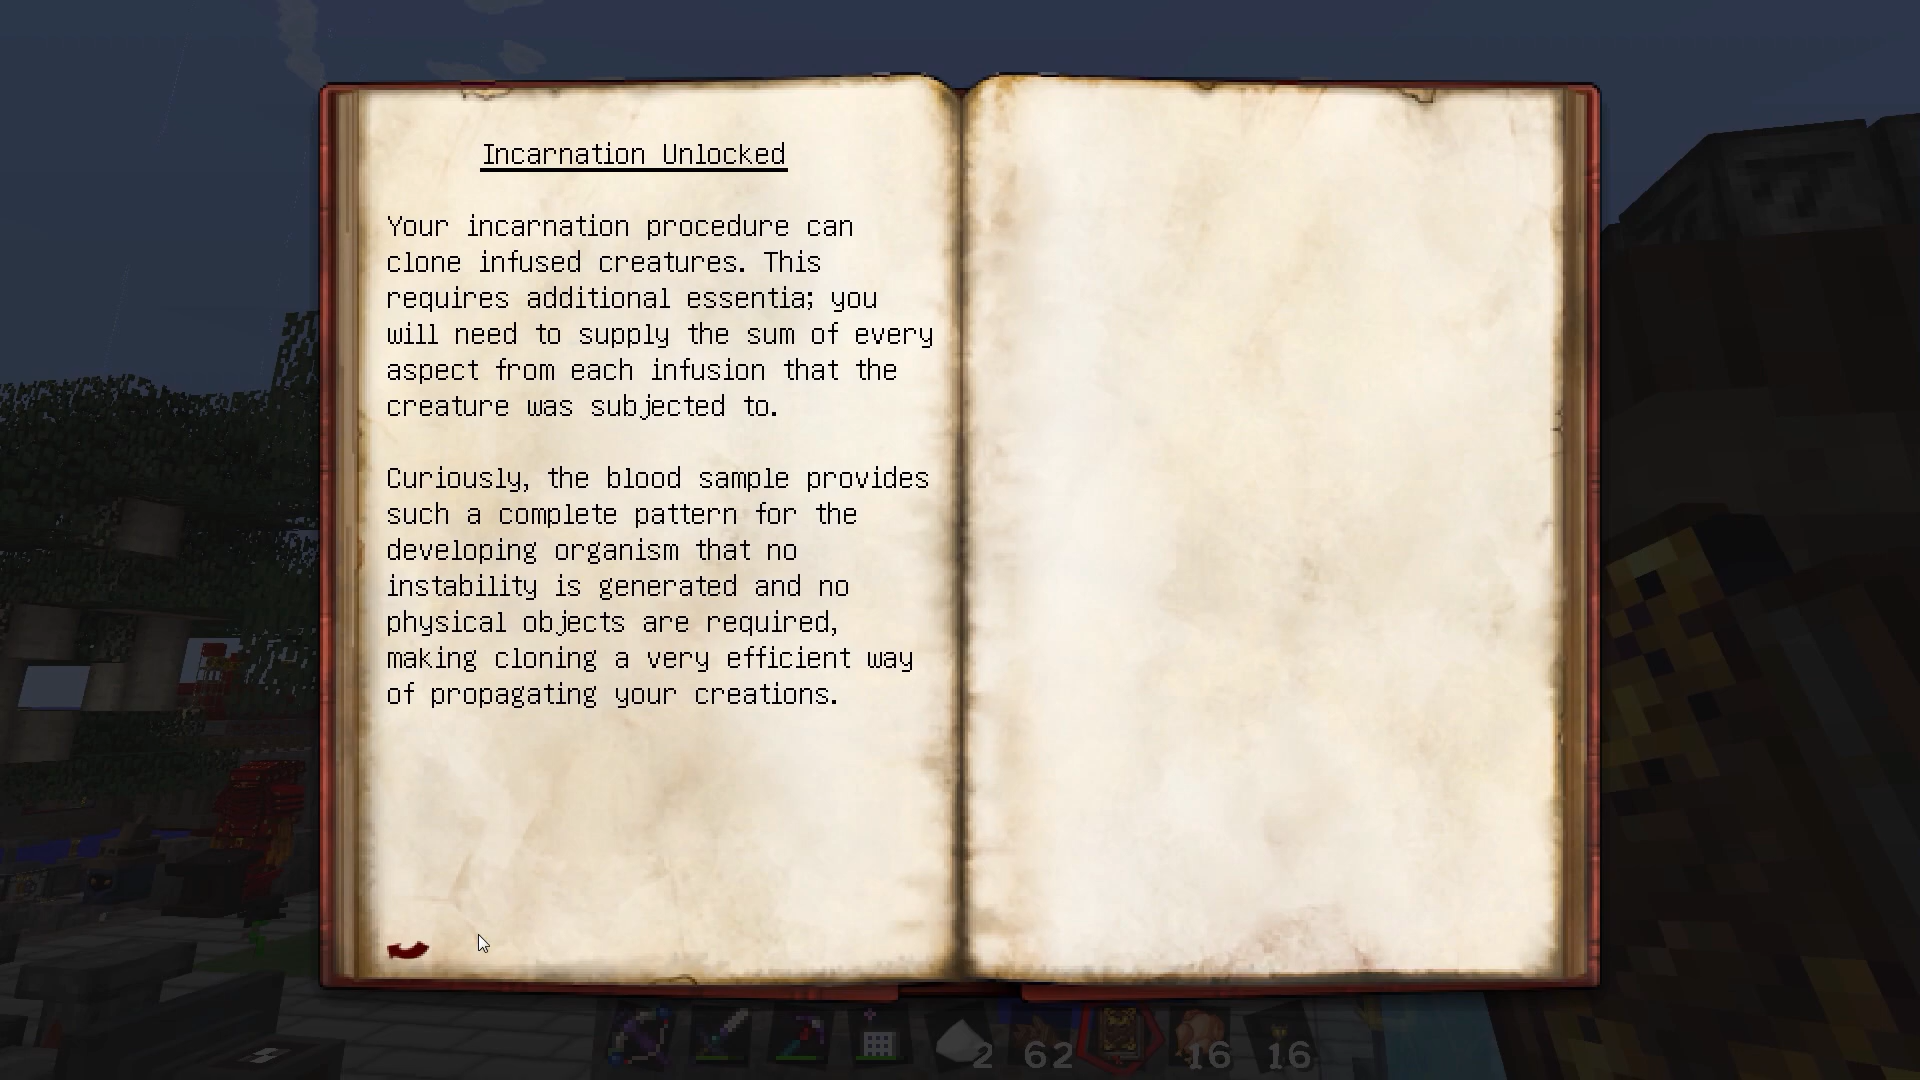 Incarnation Unlocked
Your incarnation procedure can
clone infused creatures. This
requires additional essentia; you
will need to supply the sum of every
aspect from each infusion that the
creature was subjected to.
Curiously, the blood sample provides
such a complete pattern for the
developing organism that no
instability is generated and no
physical objects are required,
making cloning a very efficient way
of propagating your creations.
2 62 16 16